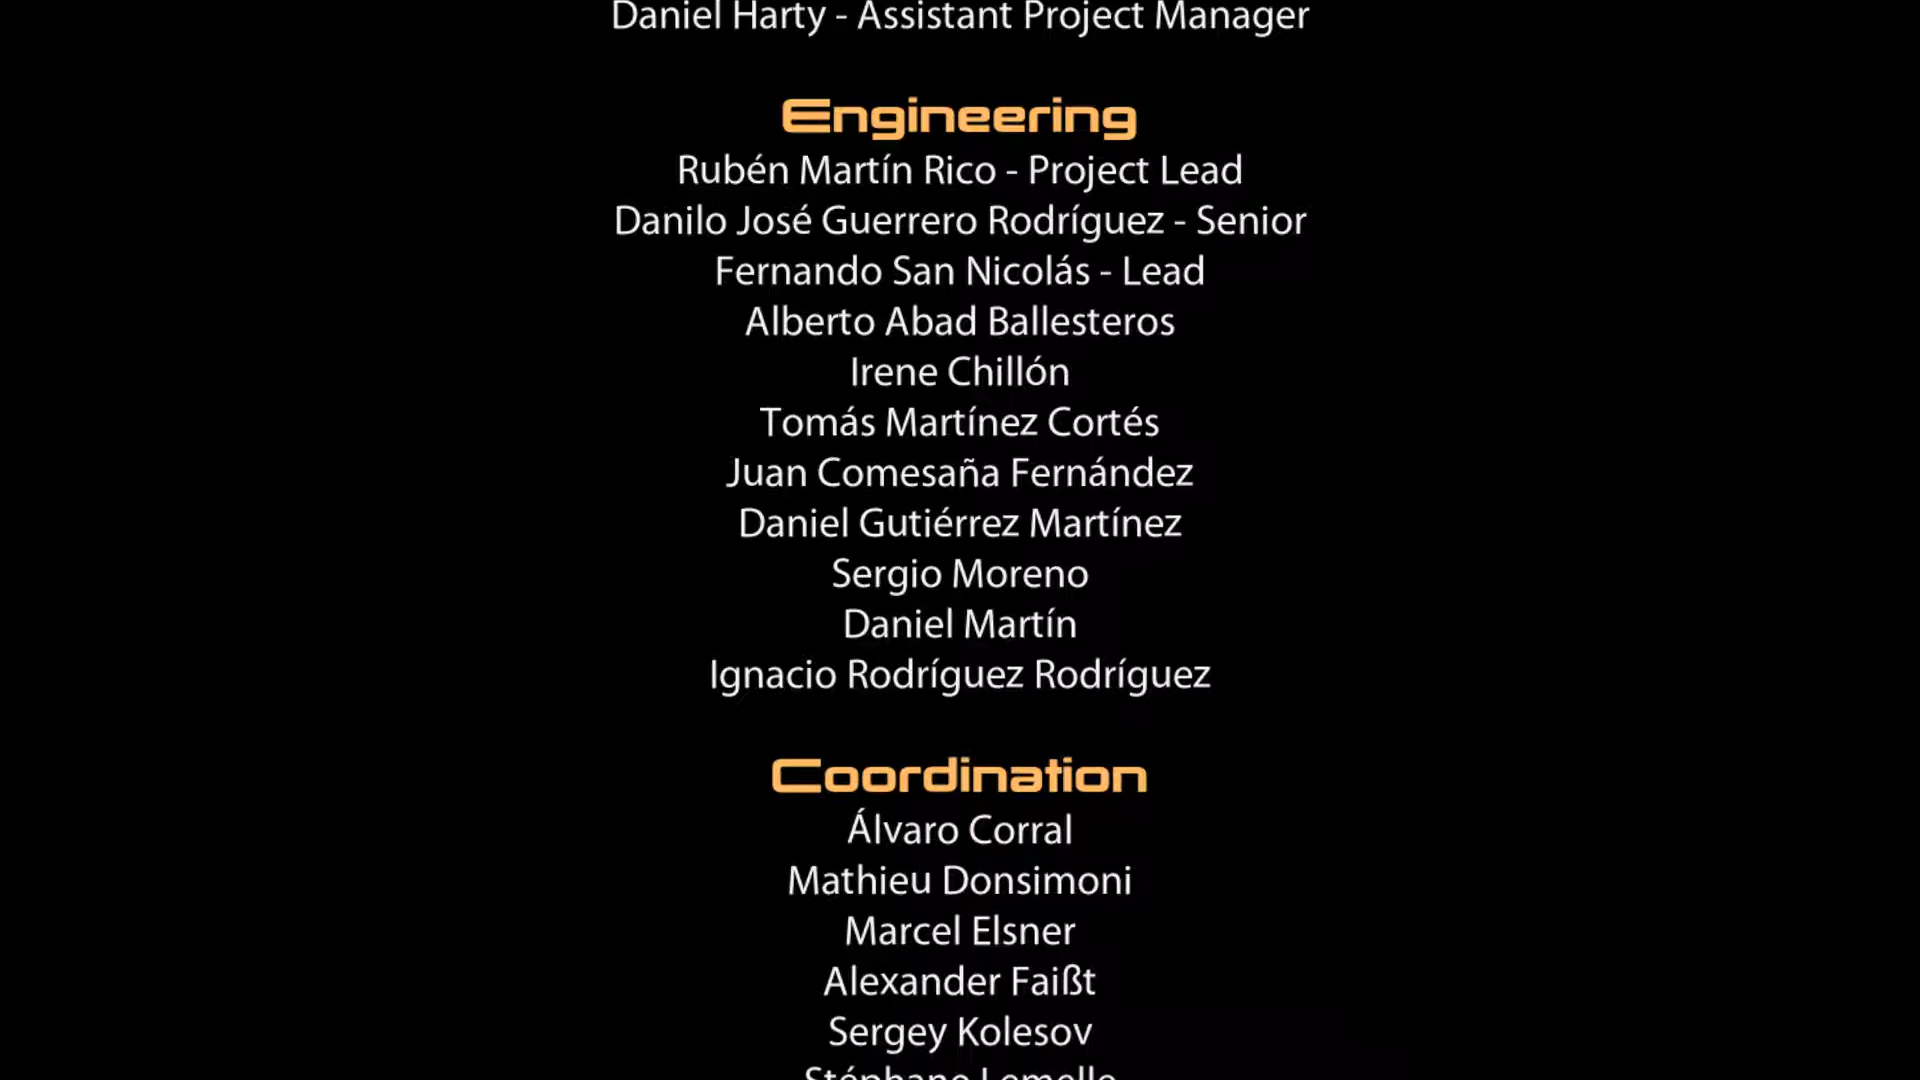 Daniel Harty - Assistant Project Manager
Engineering
Rubén Martín Rico - Project Lead
Danilo José Guerrero Rodríguez - Senior
Fernando San Nicolás - Lead
Alberto Abad Ballesteros
Irene Chillón
Tomás Martínez Cortés
Juan Comesaña Fernández
Daniel Gutiérrez Martínez
Sergio Moreno
Daniel Martín
Ignacio Rodríguez Rodríguez
Coordination
Álvaro Corral
Mathieu Donsimoni
Marcel Elsner
Alexander Faißt
Sergey Kolesov
Stéphane